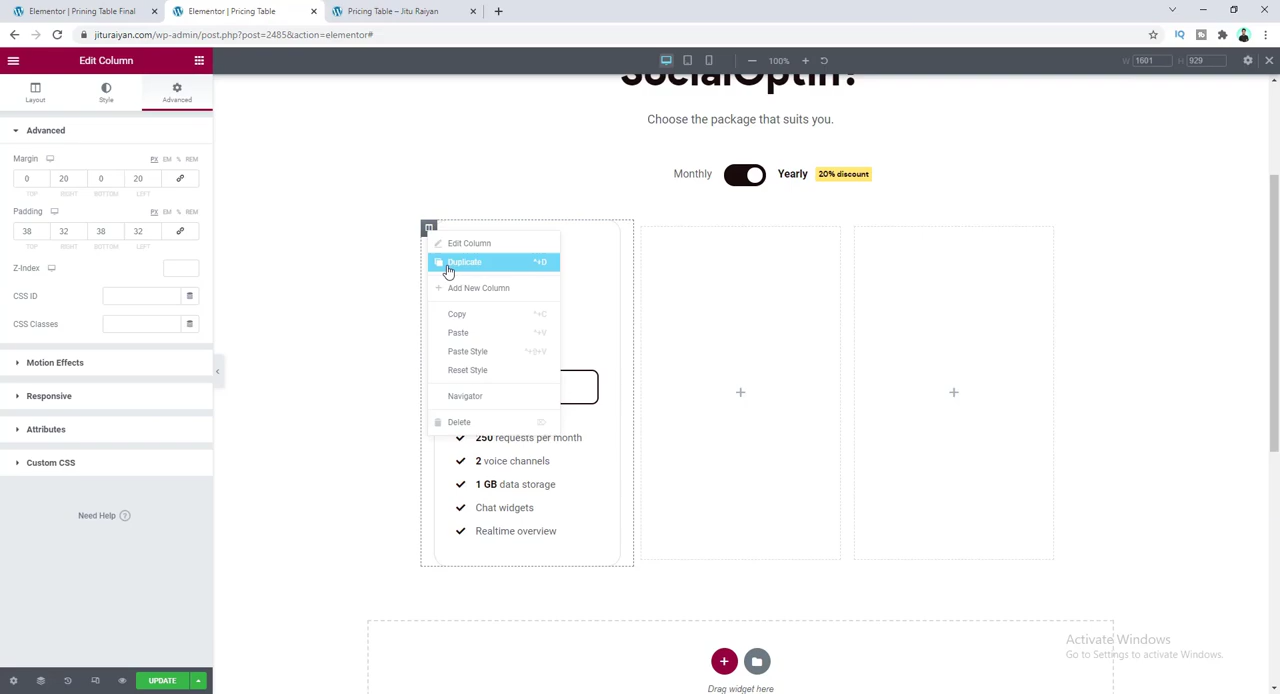 Elementor | Prining Table Final
Elementor | Pricing Table
Pricing Table – Jitu Raiyan
jituraiyan.com/wp-admin/post.php?post=2485&action=elementor#
IQ
Edit Column
100%
W 1601
H 929
Layout
Style
Advanced
Advanced
Margin
PX EM % REM
0 20 0 20
TOP RIGHT BOTTOM LEFT
Padding
PX EM % REM
38 32 38 32
TOP RIGHT BOTTOM LEFT
Z-Index
CSS ID
CSS Classes
Motion Effects
Responsive
Attributes
Custom CSS
Need Help ?
UPDATE
SocialOptin?
Choose the package that suits you.
Monthly
Yearly
20% discount
Edit Column
Duplicate ^+D
Add New Column
Copy ^+C
Paste ^+V
Paste Style ^+⇧+V
Reset Style
Navigator
Delete ⌦
250 requests per month
2 voice channels
1 GB data storage
Chat widgets
Realtime overview
Drag widget here
Activate Windows
Go to Settings to activate Windows.